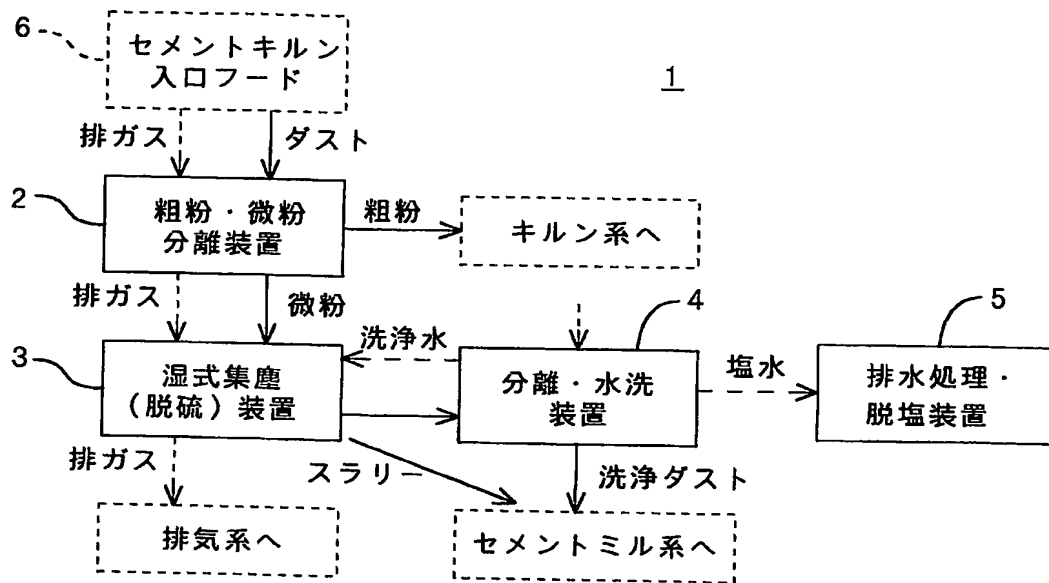 6
セメントキルン
入口フード
1
排ガス
ダスト
2
粗粉・微粉
分離装置
粗粉
キルン系へ
排ガス
微粉
4
5
3
湿式集塵
(脱硫)装置
洗浄水
分離・水洗
装置
塩水
排水処理・
脱塩装置
排ガス
スラリー
洗浄ダスト
排気系へ
セメントミル系へ